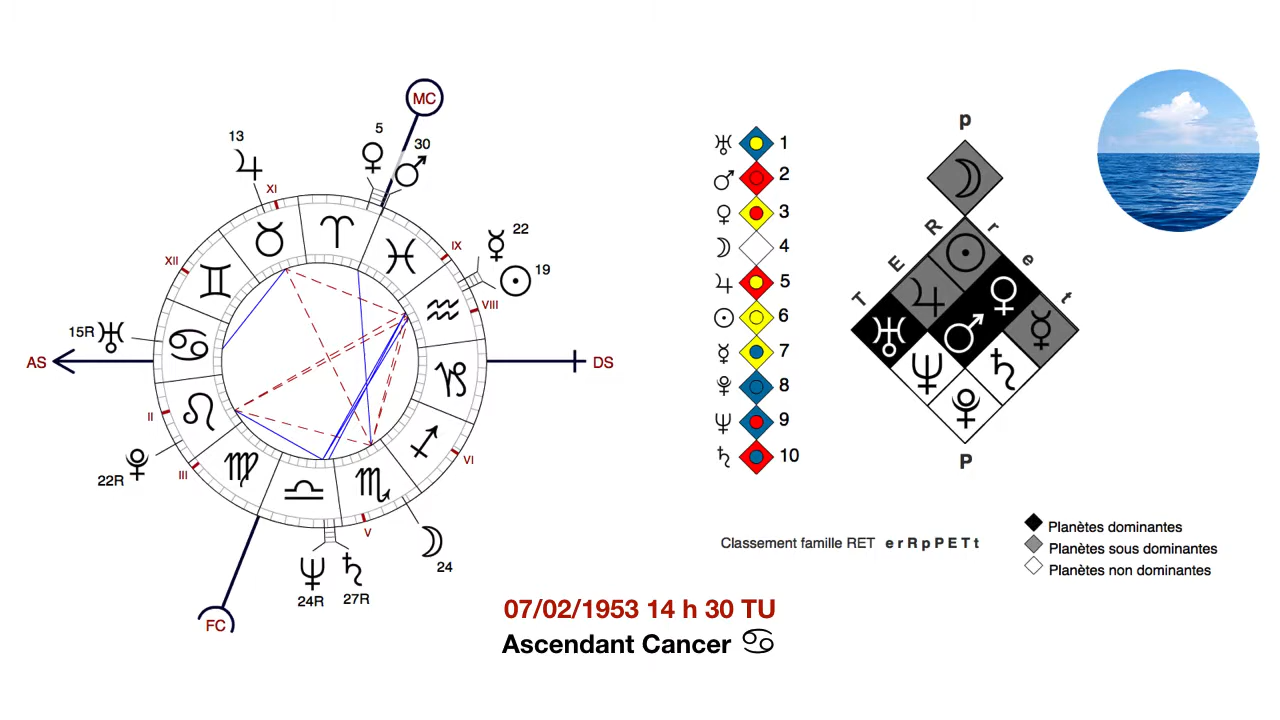 MC
5
30
13
XI
22
IX
19
XII
VIII
15R
AS
DS
II
22R
III
VI
V
24
24R
27R
FC
1
2
3
4
5
6
7
8
9
10
p
R
r
E
e
T
t
P
Classement famille RET e r R p P E T t
Planètes dominantes
Planètes sous dominantes
Planètes non dominantes
07/02/1953 14 h 30 TU
Ascendant Cancer ♋